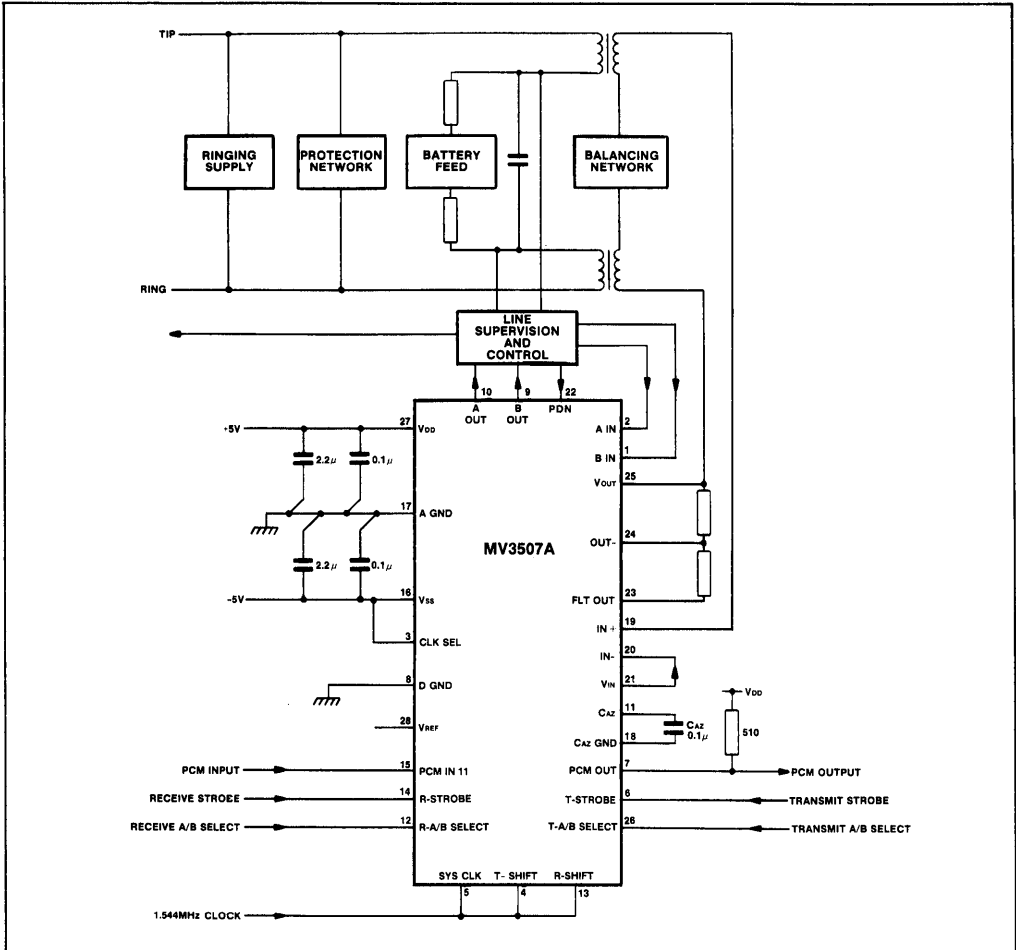 TIP
RINGING
SUPPLY
PROTECTION
NETWORK
BATTERY
FEED
BALANCING
NETWORK
RING
LINE
SUPERVISION
AND
CONTROL
10 9 22
A
OUT
B
OUT
PDN
+5V
27 VDD
2.2μ 0.1μ
17 A GND
2.2μ 0.1μ
-5V
16 VSS
3 CLK SEL
8 D GND
28 VREF
PCM INPUT 15 PCM IN 11
RECEIVE STROBE 14 R-STROBE
RECEIVE A/B SELECT 12 R-A/B SELECT
MV3507A
A IN 2
B IN 1
VOUT 25
OUT- 24
FLT OUT 23
IN + 19
IN- 20
VIN 21
CAZ 11
CAZ 0.1μ
CAZ GND 18
VDD
510
PCM OUT 7 PCM OUTPUT
T-STROBE 6 TRANSMIT STROBE
T-A/B SELECT 26 TRANSMIT A/B SELECT
SYS CLK T- SHIFT R-SHIFT
5 4 13
1.544MHz CLOCK